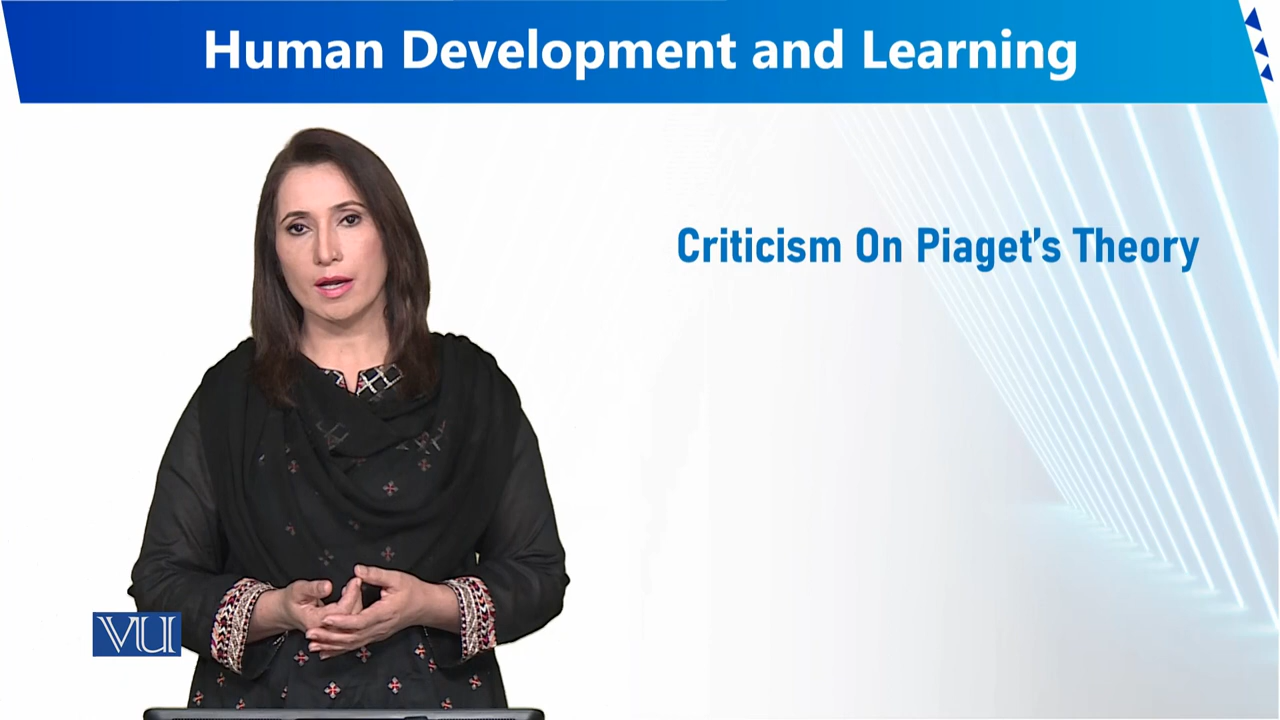 Human Development and Learning
Criticism On Piaget's Theory
VU